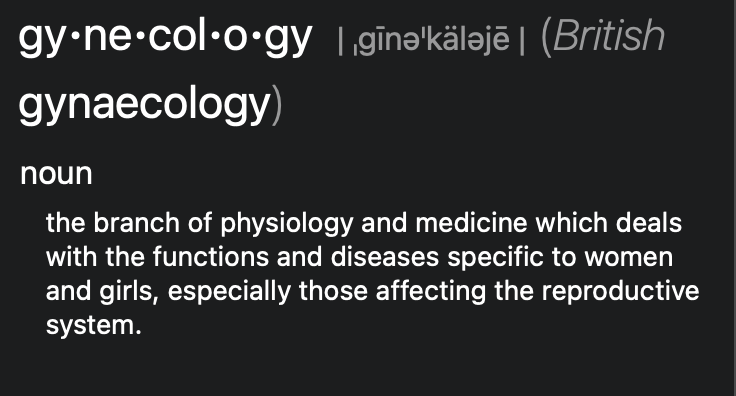 gy·ne·col·o·gy | ˌgīnəˈkäləjē | (British
gynaecology)
noun
the branch of physiology and medicine which deals
with the functions and diseases specific to women
and girls, especially those affecting the reproductive
system.